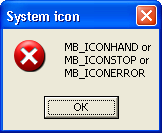 System icon
MB_ICONHAND or
MB_ICONSTOP or
MB_ICONERROR
OK